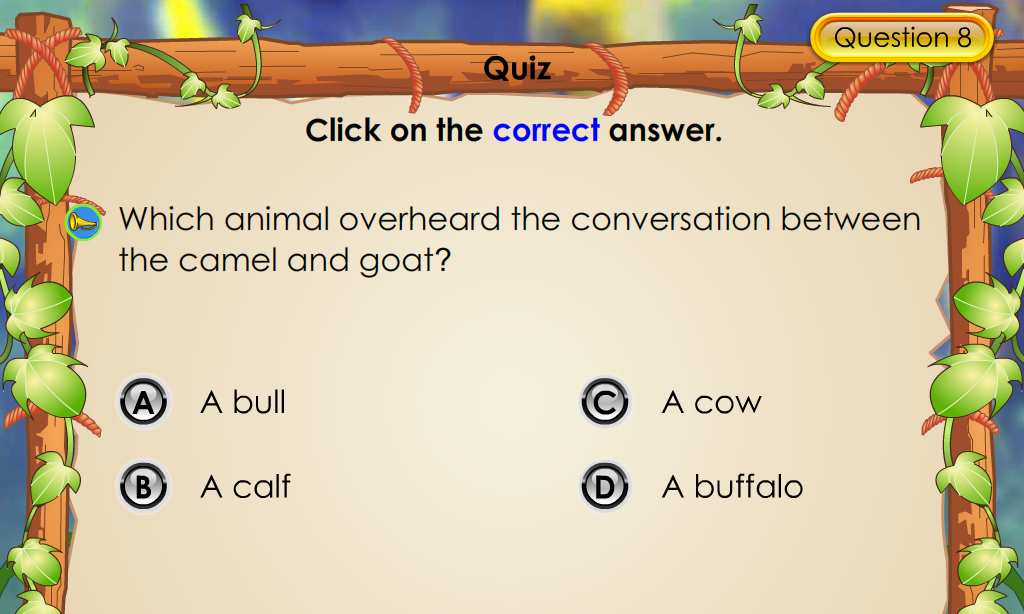 Question 8
Quiz
Click on the correct answer.
Which animal overheard the conversation between
the camel and goat?
A A bull
C A cow
B A calf
D A buffalo